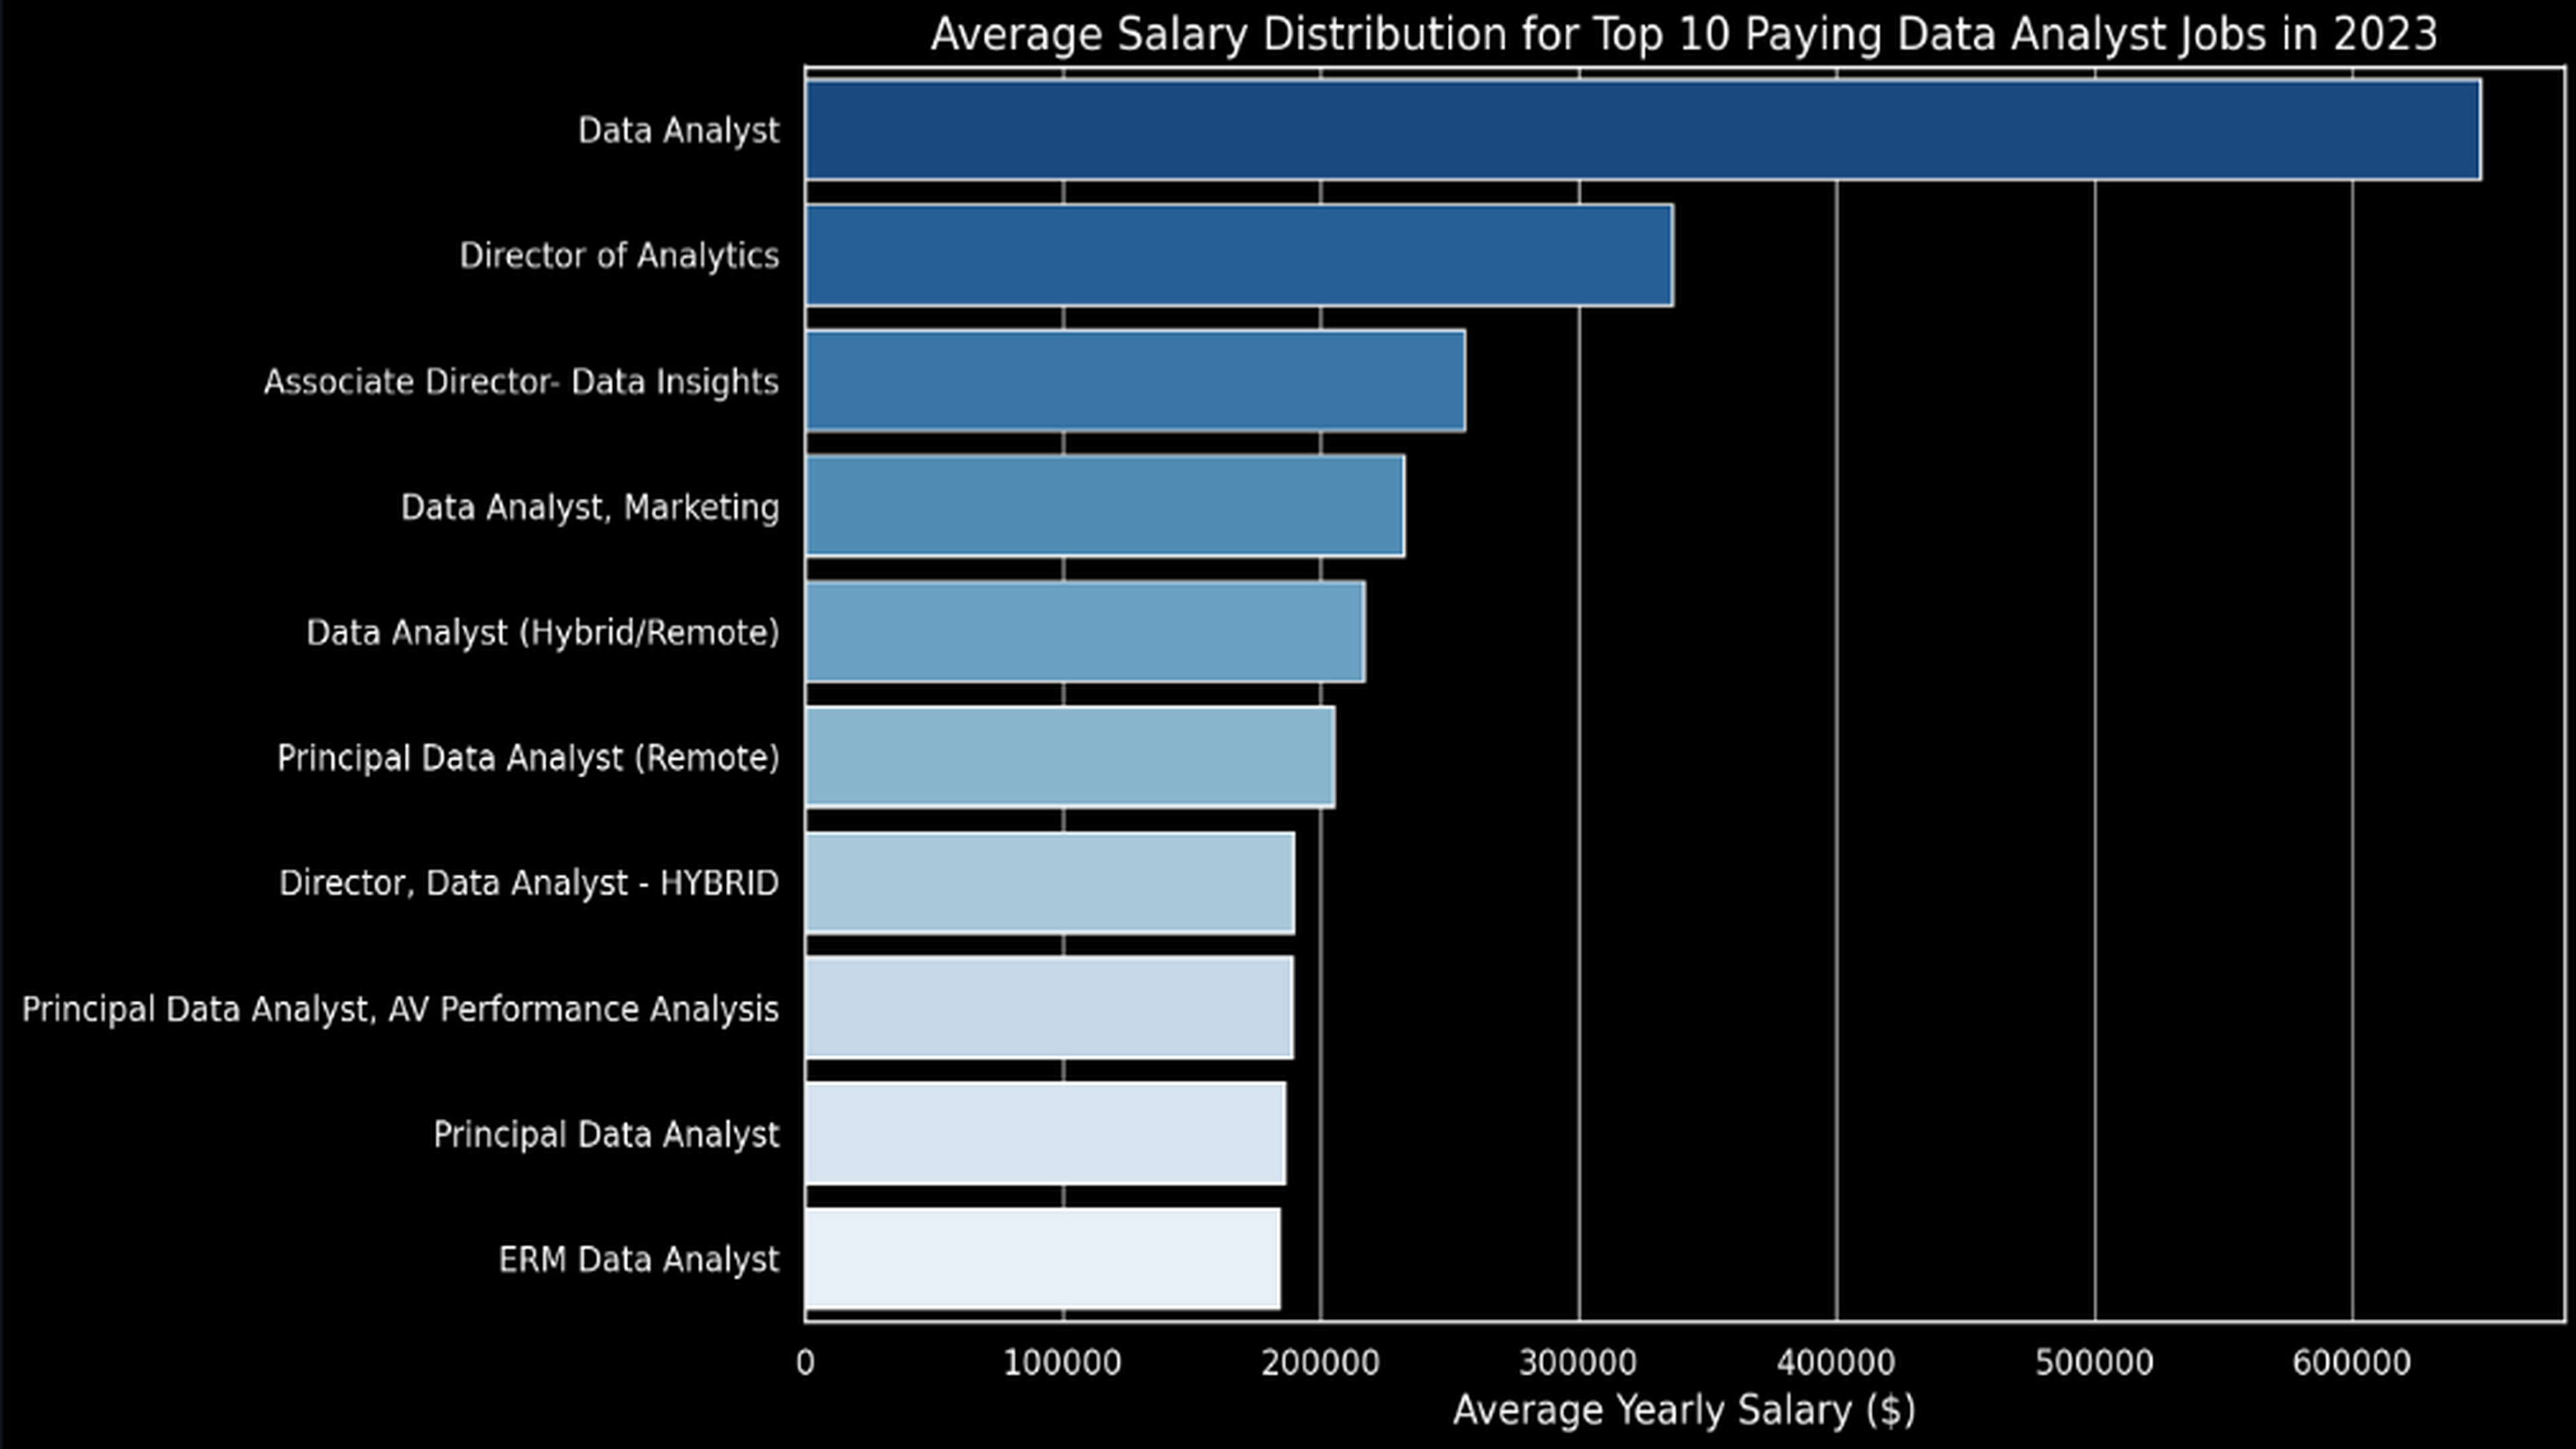 Average Salary Distribution for Top 10 Paying Data Analyst Jobs in 2023
Data Analyst
Director of Analytics
Associate Director- Data Insights
Data Analyst, Marketing
Data Analyst (Hybrid/Remote)
Principal Data Analyst (Remote)
Director, Data Analyst - HYBRID
Principal Data Analyst, AV Performance Analysis
Principal Data Analyst
ERM Data Analyst
0 100000 200000 300000 400000 500000 600000
Average Yearly Salary ($)